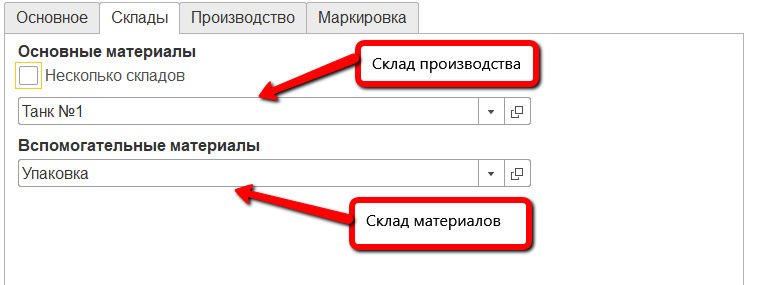 Основное Склады Производство Маркировка
Основные материалы
Склад производства
Несколько складов
Танк №1
Вспомогательные материалы
Упаковка
Склад материалов